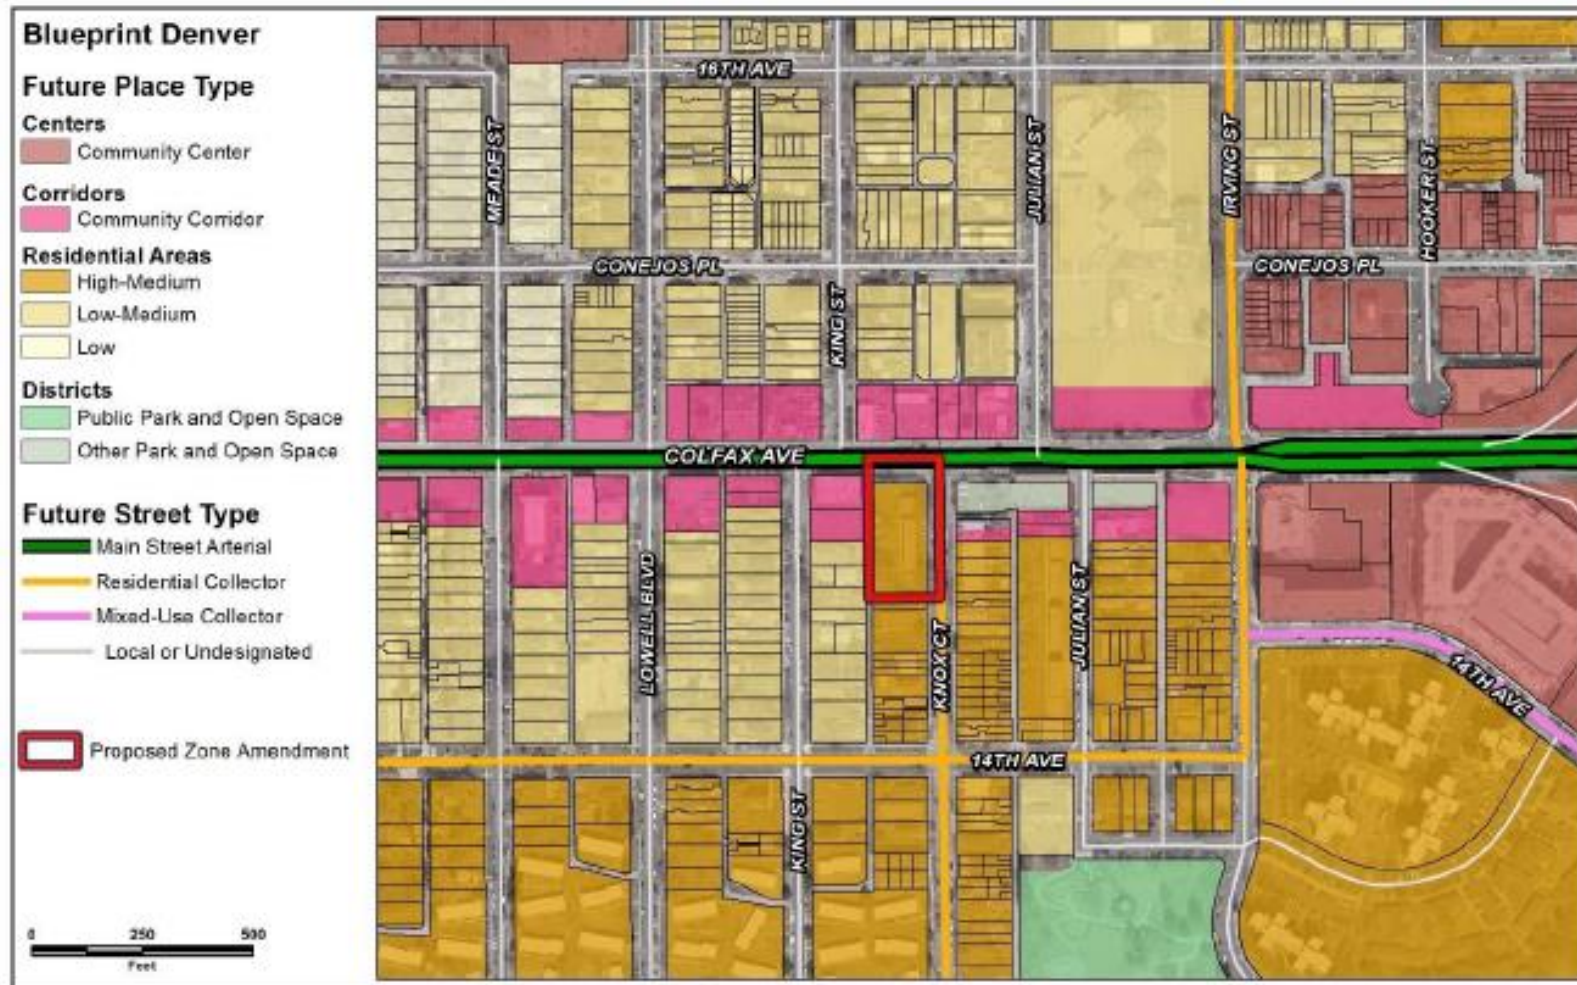 Blueprint Denver
Future Place Type
Centers
Community Center
Corridors
Community Corridor
Residential Areas
High-Medium
Low-Medium
Low
Districts
Public Park and Open Space
Other Park and Open Space
Future Street Type
Main Street Arterial
Residential Collector
Mixed-Use Collector
Local or Undesignated
Proposed Zone Amendment
0 250 500
Feet
16TH AVE
MEADE ST
JULIAN ST
IRVING ST
HOOKER ST
CONEJOS PL
CONEJOS PL
KING ST
COLFAX AVE
LOWELL BLVD
KNOX CT
JULIAN ST
14TH AVE
14TH AVE
KING ST